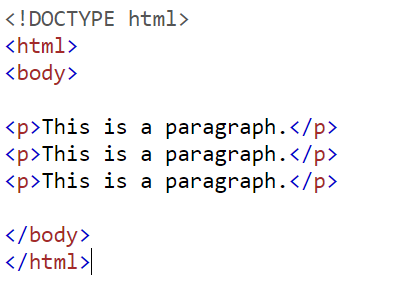 <!DOCTYPE html>
<html>
<body>

<p>This is a paragraph.</p>
<p>This is a paragraph.</p>
<p>This is a paragraph.</p>

</body>
</html>